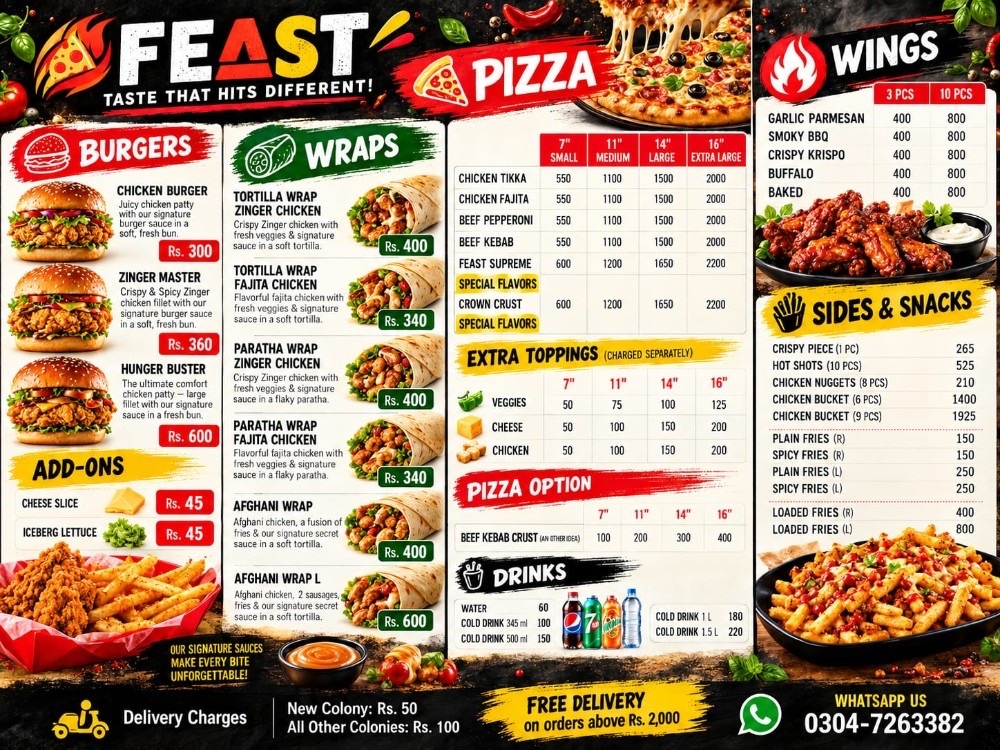 FEAST
TASTE THAT HITS DIFFERENT!
BURGERS
CHICKEN BURGER
Juicy chicken patty
with our signature
burger sauce in a
soft, fresh bun.
Rs. 300
ZINGER MASTER
Crispy & Spicy Zinger
chicken fillet with our
signature burger sauce
in a soft, fresh bun.
Rs. 360
HUNGER BUSTER
The ultimate comfort
chicken patty – large
fillet with our signature
sauce in a fresh bun.
Rs. 600
ADD-ONS
CHEESE SLICE Rs. 45
ICEBERG LETTUCE Rs. 45
WRAPS
TORTILLA WRAP
ZINGER CHICKEN
Crispy Zinger chicken with
fresh veggies & signature
sauce in a soft tortilla.
Rs. 400
TORTILLA WRAP
FAJITA CHICKEN
Flavorful fajita chicken with
fresh veggies & signature
sauce in a soft tortilla.
Rs. 340
PARATHA WRAP
ZINGER CHICKEN
Crispy Zinger chicken with
fresh veggies & signature
sauce in a flaky paratha.
Rs. 400
PARATHA WRAP
FAJITA CHICKEN
Flavorful fajita chicken with
fresh veggies & signature
sauce in a flaky paratha.
Rs. 340
AFGHANI WRAP
Afghani chicken, a fusion of
fries & our signature secret
sauce in a soft tortilla.
Rs. 400
AFGHANI WRAP L
Afghani chicken, 2 sausages,
fries & our signature secret
sauce in a soft tortilla.
Rs. 600
OUR SIGNATURE SAUCES
MAKE EVERY BITE
UNFORGETTABLE!
PIZZA
7" 11" 14" 16"
SMALL MEDIUM LARGE EXTRA LARGE
CHICKEN TIKKA 550 1100 1500 2000
CHICKEN FAJITA 550 1100 1500 2000
BEEF PEPPERONI 550 1100 1500 2000
BEEF KEBAB 550 1100 1500 2000
FEAST SUPREME 600 1200 1650 2200
SPECIAL FLAVORS
CROWN CRUST 600 1200 1650 2200
SPECIAL FLAVORS
EXTRA TOPPINGS (CHARGED SEPARATELY)
7" 11" 14" 16"
VEGGIES 50 75 100 125
CHEESE 50 100 150 200
CHICKEN 50 100 150 200
PIZZA OPTION
7" 11" 14" 16"
BEEF KEBAB CRUST (AN OTHER IDEA) 100 200 300 400
DRINKS
WATER 60
COLD DRINK 345 ml 100
COLD DRINK 500 ml 150
COLD DRINK 1 L 180
COLD DRINK 1.5 L 220
WINGS
3 PCS 10 PCS
GARLIC PARMESAN 400 800
SMOKY BBQ 400 800
CRISPY KRISPO 400 800
BUFFALO 400 800
BAKED 400 800
SIDES & SNACKS
CRISPY PIECE (1 PC) 265
HOT SHOTS (10 PCS) 525
CHICKEN NUGGETS (8 PCS) 210
CHICKEN BUCKET (6 PCS) 1400
CHICKEN BUCKET (9 PCS) 1925
PLAIN FRIES (R) 150
SPICY FRIES (R) 150
PLAIN FRIES (L) 250
SPICY FRIES (L) 250
LOADED FRIES (R) 400
LOADED FRIES (L) 800
Delivery Charges
New Colony: Rs. 50
All Other Colonies: Rs. 100
FREE DELIVERY
on orders above Rs. 2,000
WHATSAPP US
0304-7263382